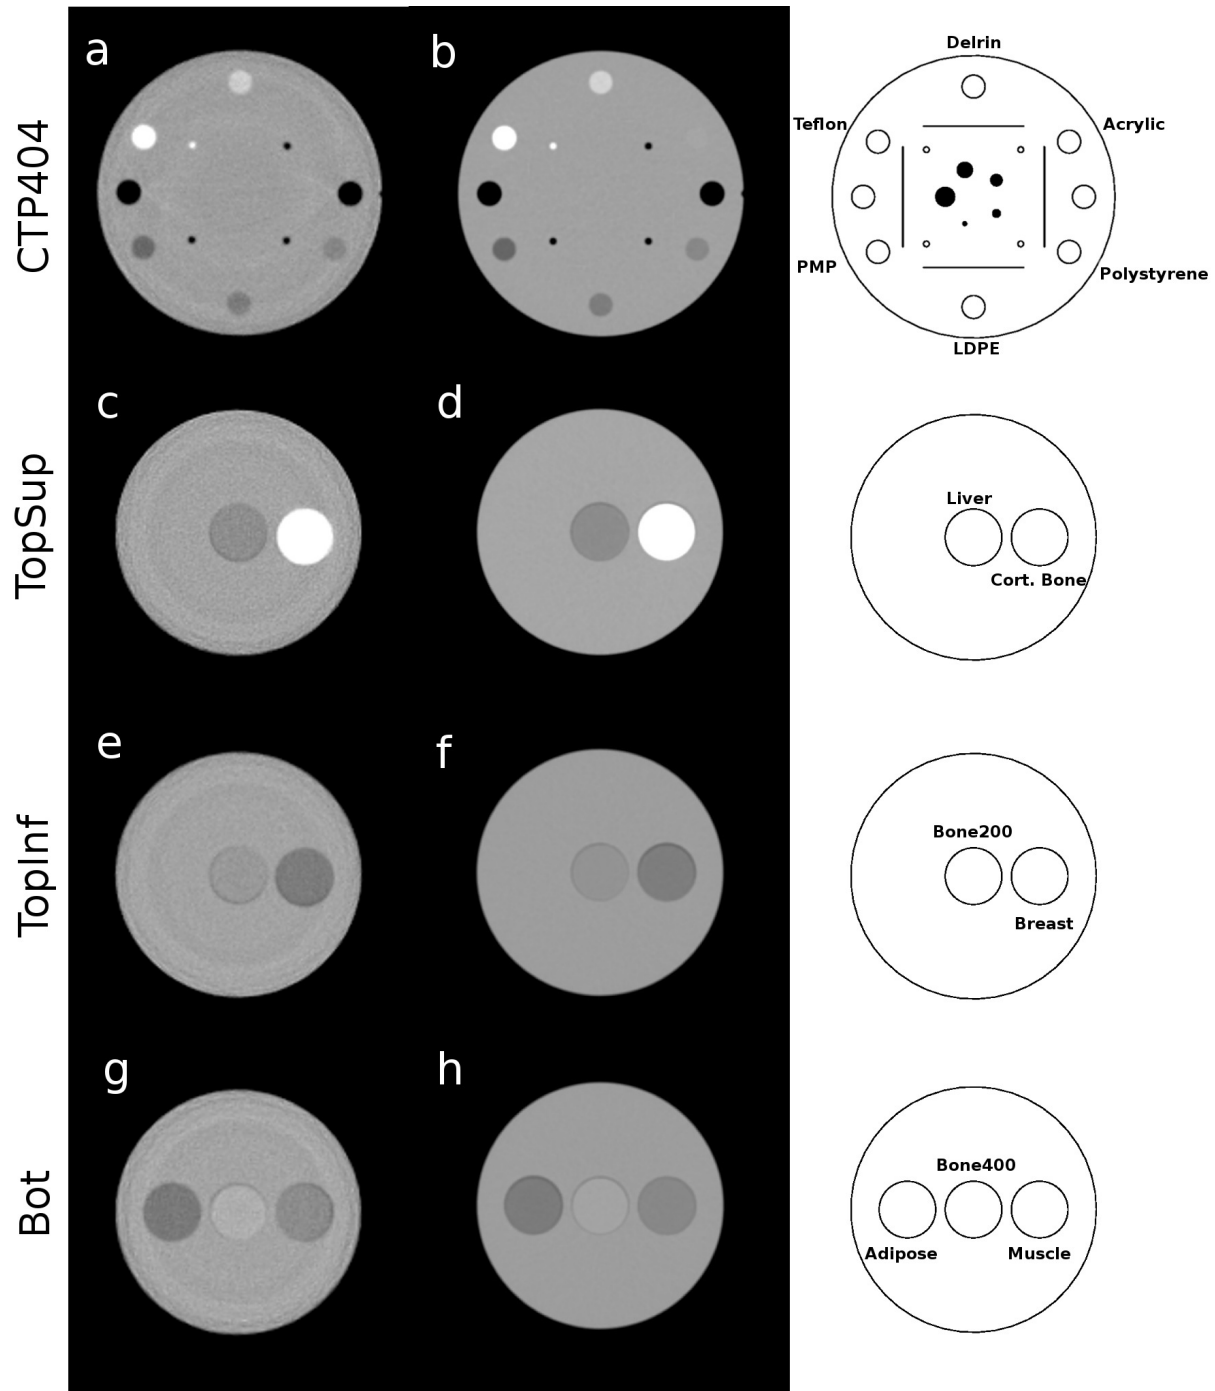 a
b
Delrin
Teflon
Acrylic
CTP404
PMP
Polystyrene
LDPE
c
d
TopSup
Liver
Cort. Bone
e
f
TopInf
Bone200
Breast
g
h
Bot
Bone400
Adipose
Muscle